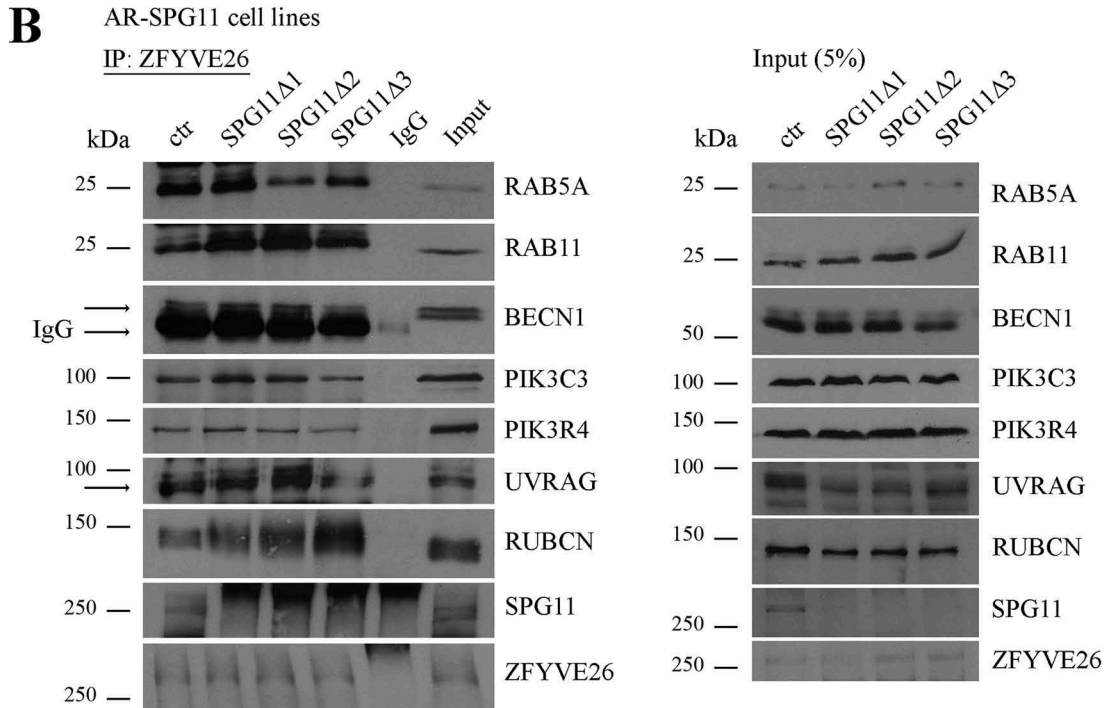 B
AR-SPG11 cell lines
IP: ZFYVE26
kDa ctr SPG11Δ1 SPG11Δ2 SPG11Δ3 IgG Input
25 RAB5A
25 RAB11
IgG BECN1
100 PIK3C3
150 PIK3R4
100 UVRAG
150 RUBCN
250 SPG11
250 ZFYVE26
Input (5%)
kDa ctr SPG11Δ1 SPG11Δ2 SPG11Δ3
25 RAB5A
25 RAB11
50 BECN1
100 PIK3C3
150 PIK3R4
100 UVRAG
150 RUBCN
250 SPG11
250 ZFYVE26